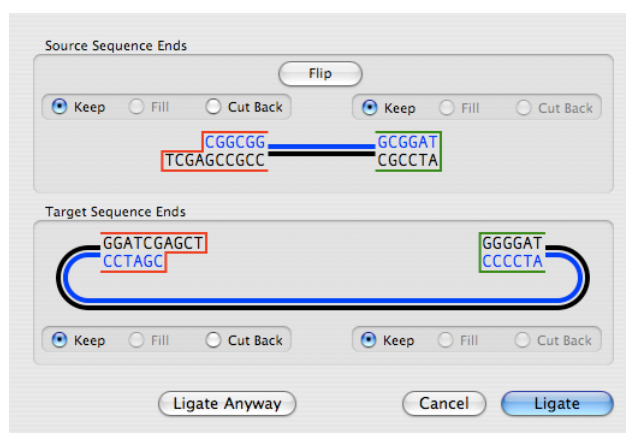 Source Sequence Ends
Flip
Keep Fill Cut Back Keep Fill Cut Back
CGGCGG GCGGAT
TCGAGCCGCC CGCCTA
Target Sequence Ends
GGATCGAGCT GGGGAT
CCTAGC CCCCTA
Keep Fill Cut Back Keep Fill Cut Back
Ligate Anyway Cancel Ligate